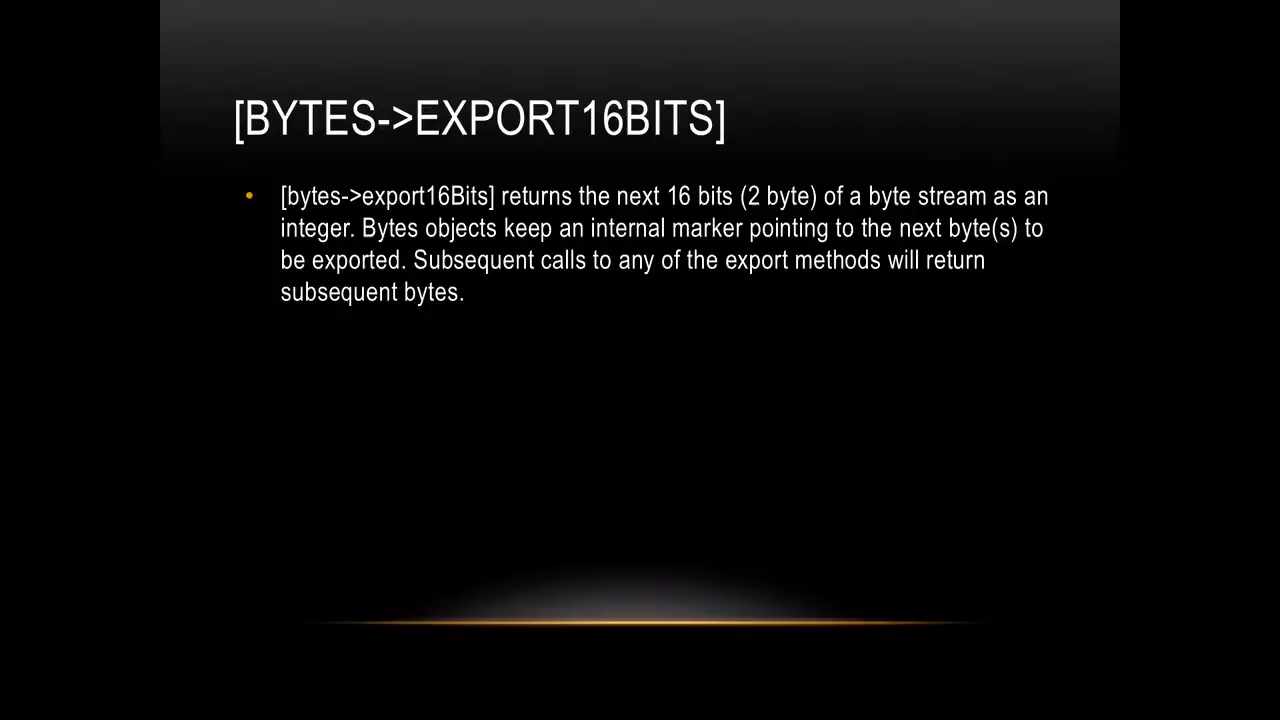 [BYTES->EXPORT16BITS]
• [bytes->export16Bits] returns the next 16 bits (2 byte) of a byte stream as an
integer. Bytes objects keep an internal marker pointing to the next byte(s) to
be exported. Subsequent calls to any of the export methods will return
subsequent bytes.